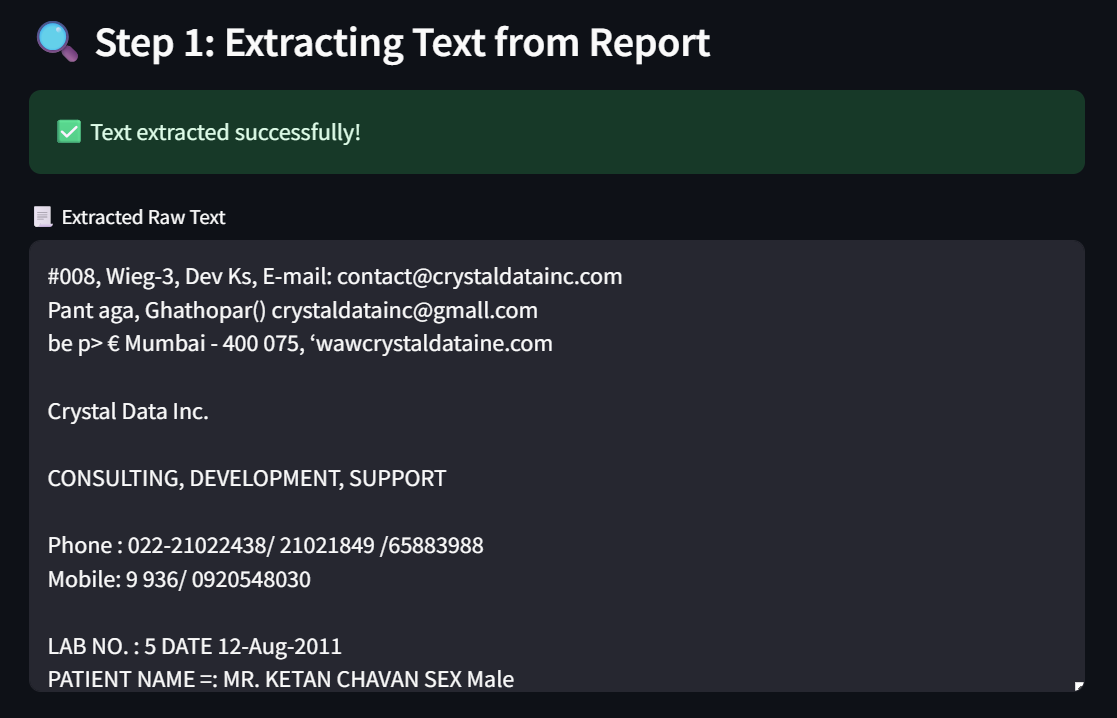 Step 1: Extracting Text from Report
Text extracted successfully!
Extracted Raw Text
#008, Wieg-3, Dev Ks, E-mail: contact@crystaldatainc.com
Pant aga, Ghathopar() crystaldatainc@gmall.com
be p> € Mumbai - 400 075, ‘wawcrystaldataine.com
Crystal Data Inc.
CONSULTING, DEVELOPMENT, SUPPORT
Phone : 022-21022438/ 21021849 /65883988
Mobile: 9 936/ 0920548030
LAB NO. : 5 DATE 12-Aug-2011
PATIENT NAME =: MR. KETAN CHAVAN SEX Male